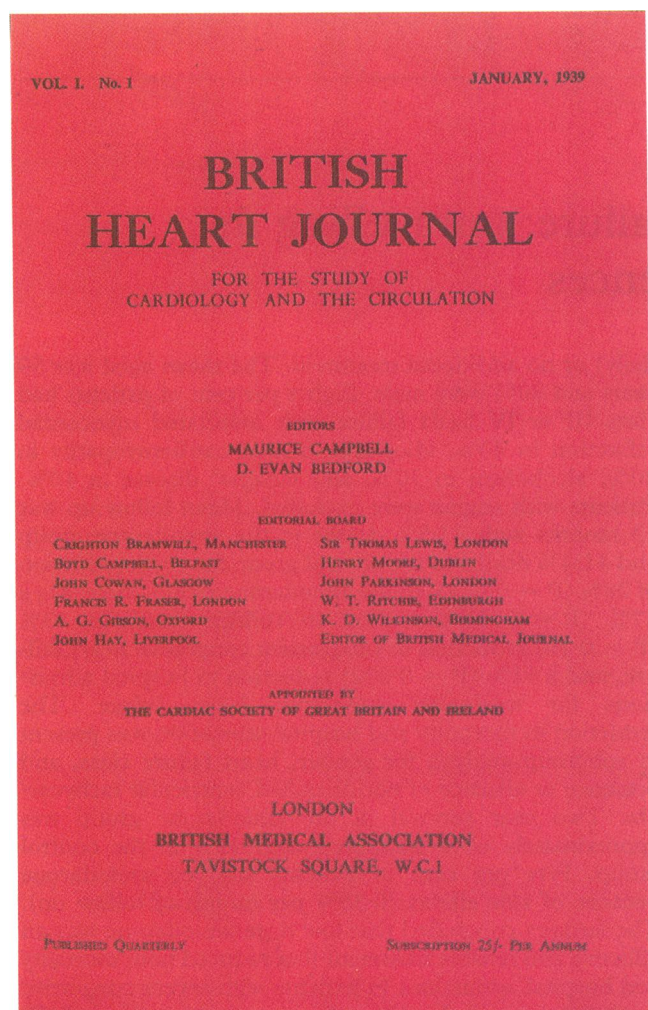 VOL. I. No. 1 JANUARY, 1939
BRITISH
HEART JOURNAL
FOR THE STUDY OF
CARDIOLOGY AND THE CIRCULATION
EDITORS
MAURICE CAMPBELL
D. EVAN BEDFORD
EDITORIAL BOARD
CRIGHTON BRAMWELL, MANCHESTER SIR THOMAS LEWIS, LONDON
BOYD CAMPBELL, BELFAST HENRY MOORE, DUBLIN
JOHN COWAN, GLASGOW JOHN PARKINSON, LONDON
FRANCIS R. FRASER, LONDON W. T. RITCHIE, EDINBURGH
A. G. GIBSON, OXFORD K. D. WILKINSON, BIRMINGHAM
JOHN HAY, LIVERPOOL EDITOR OF BRITISH MEDICAL JOURNAL
APPOINTED BY
THE CARDIAC SOCIETY OF GREAT BRITAIN AND IRELAND
LONDON
BRITISH MEDICAL ASSOCIATION
TAVISTOCK SQUARE, W.C.1
PUBLISHED QUARTERLY SUBSCRIPTION 25/- PER ANNUM